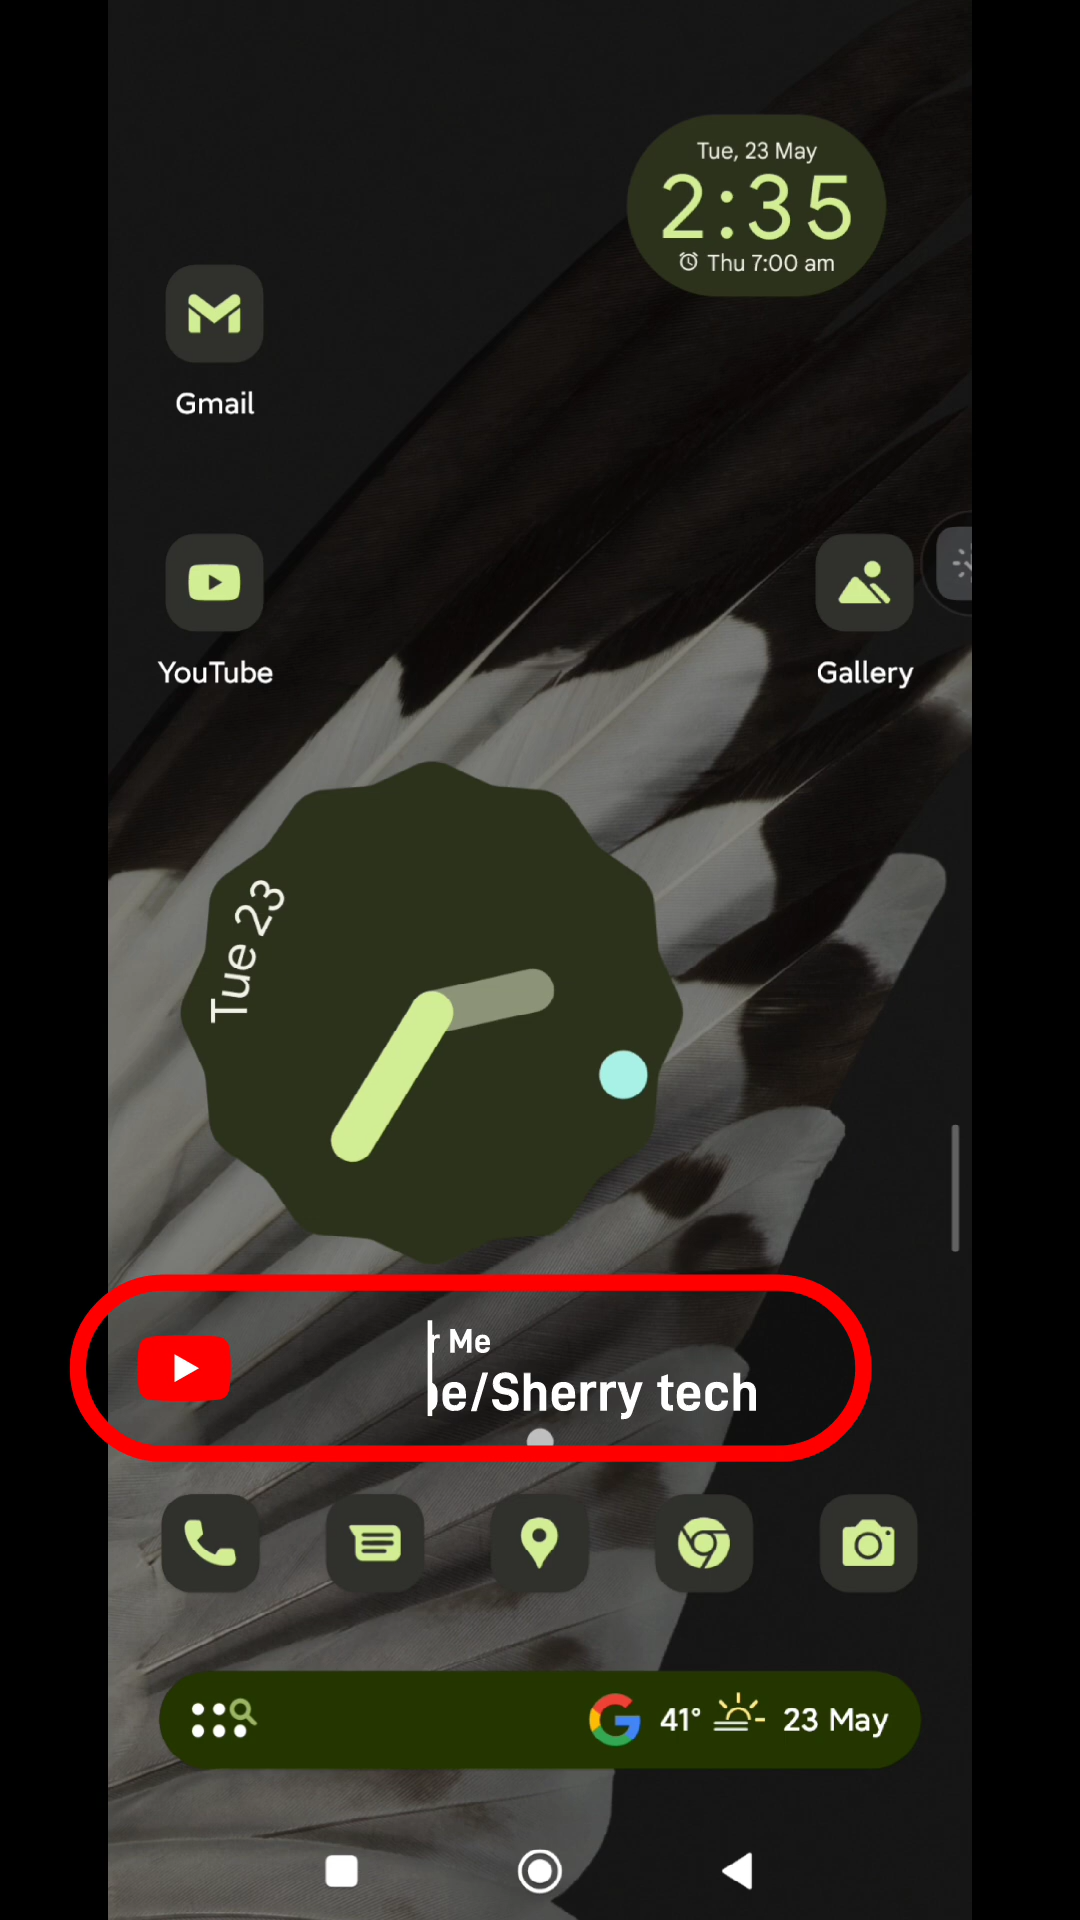 Tue, 23 May
2:35
Thu 7:00 am
Gmail
YouTube
Gallery
Tue 23
Me
/Sherry tech
41° 23 May